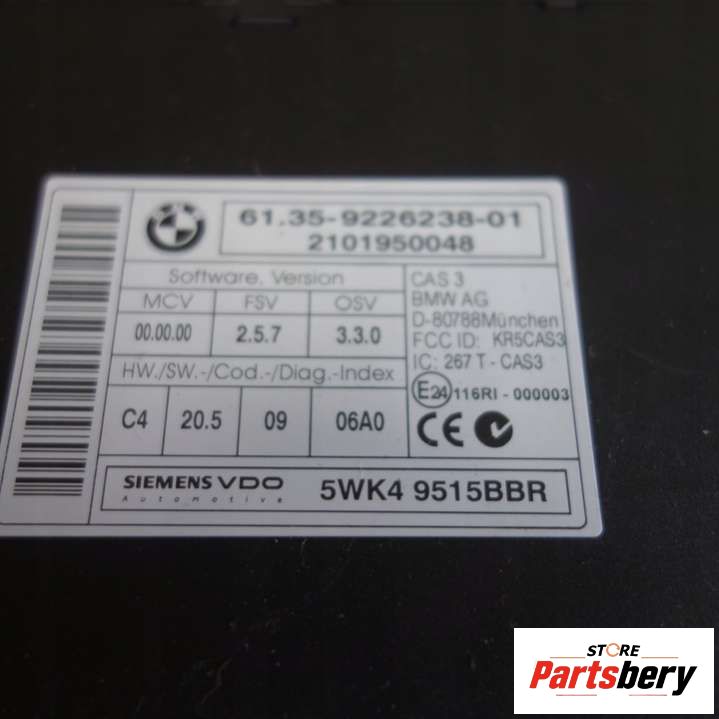 61.35-9226238-01
2101950048
Software, Version
MCV FSV OSV
00.00.00 2.5.7 3.3.0
HW./SW.-/Cod.-/Diag.-Index
C4 20.5 09 06A0
CAS 3
BMW AG
D-80788München
FCC ID: KR5CAS3
IC: 267 T - CAS3
E24 116RI - 000003
CE
SIEMENS VDO
Automotive
5WK4 9515BBR
STORE
Partsbery